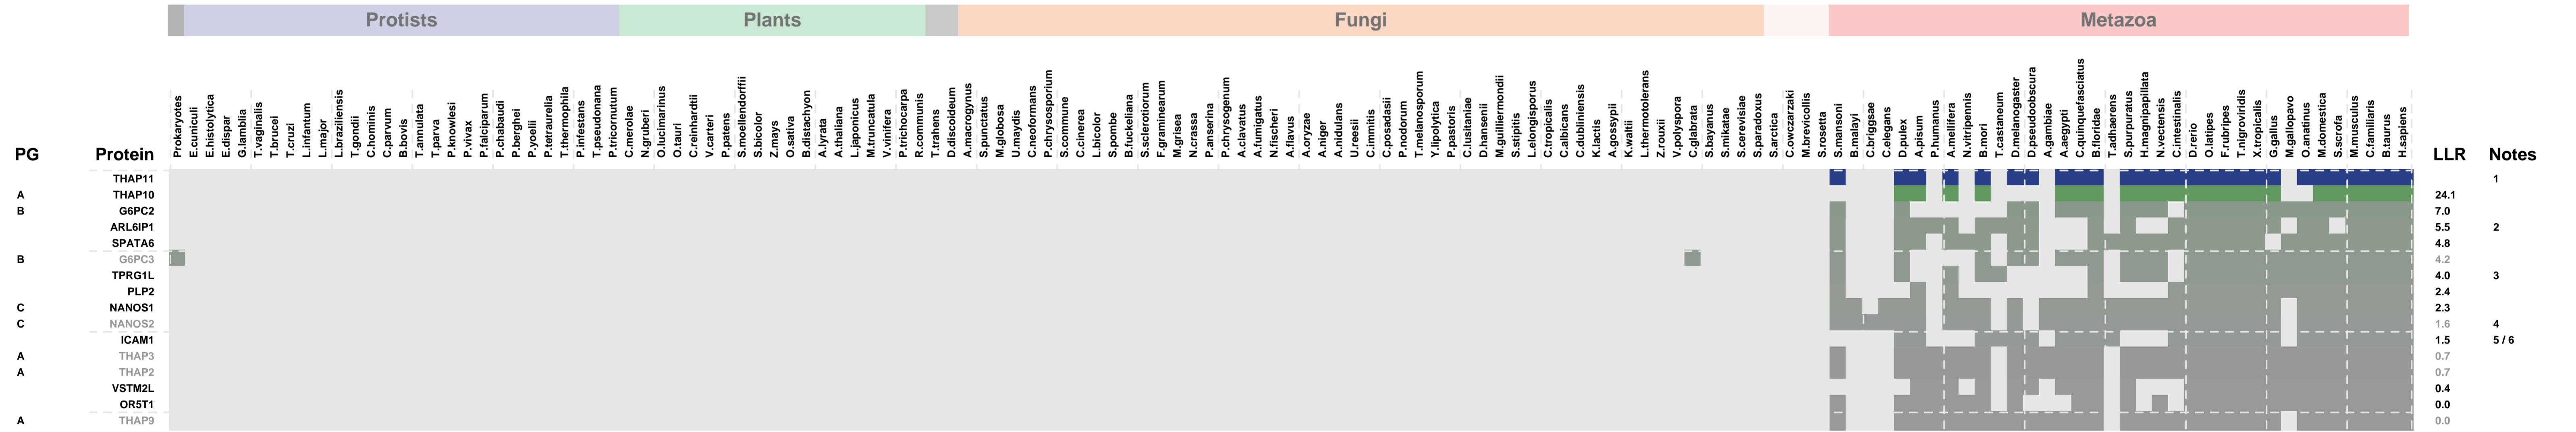 Protists Plants Fungi Metazoa
Prokaryotes E.cuniculi E.histolytica E.dispar G.lamblia T.vaginalis T.brucei T.cruzi L.infantum L.major L.braziliensis T.gondii C.hominis C.parvum B.bovis T.annulata T.parva P.knowlesi P.vivax P.falciparum P.chabaudi P.berghei P.yoelii P.tetraurelia T.thermophila P.infestans T.pseudonana P.tricornutum C.merolae N.gruberi O.lucimarinus O.tauri C.reinhardtii V.carteri P.patens S.moellendorffii S.bicolor Z.mays O.sativa B.distachyon A.lyrata A.thaliana L.japonicus M.truncatula V.vinifera P.trichocarpa R.communis T.trahens D.discoideum A.macrogynus S.punctatus M.globosa U.maydis C.neoformans P.chrysosporium S.commune C.cinerea L.bicolor S.pombe B.fuckeliana S.sclerotiorum F.graminearum M.grisea N.crassa P.anserina P.chrysogenum A.clavatus A.fumigatus N.fischeri A.flavus A.oryzae A.niger A.nidulans U.reesii C.immitis C.posadasii P.nodorum T.melanosporum Y.lipolytica P.pastoris C.lusitaniae D.hansenii M.guilliermondii S.stipitis L.elongisporus C.tropicalis C.albicans C.dubliniensis K.lactis A.gossypii K.waltii L.thermotolerans Z.rouxii V.polyspora C.glabrata S.bayanus S.mikatae S.cerevisiae S.paradoxus S.arctica C.owczarzaki M.brevicollis S.rosetta S.mansoni B.malayi C.briggsae C.elegans D.pulex A.pisum P.humanus A.mellifera N.vitripennis B.mori T.castaneum D.melanogaster D.pseudoobscura A.gambiae A.aegypti C.quinquefasciatus B.floridae T.adhaerens S.purpuratus H.magnipapillata N.vectensis C.intestinalis D.rerio O.latipes F.rubripes T.nigroviridis X.tropicalis G.gallus M.gallopavo O.anatinus M.domestica S.scrofa M.musculus C.familiaris B.taurus H.sapiens
PG Protein LLR Notes
THAP11 1
A THAP10 24.1
B G6PC2 7.0
ARL6IP1 5.5 2
SPATA6 4.8
B G6PC3 4.2
TPRG1L 4.0 3
PLP2 2.4
C NANOS1 2.3
C NANOS2 1.6 4
ICAM1 1.5 5 / 6
A THAP3 0.7
A THAP2 0.7
VSTM2L 0.4
OR5T1 0.0
A THAP9 0.0